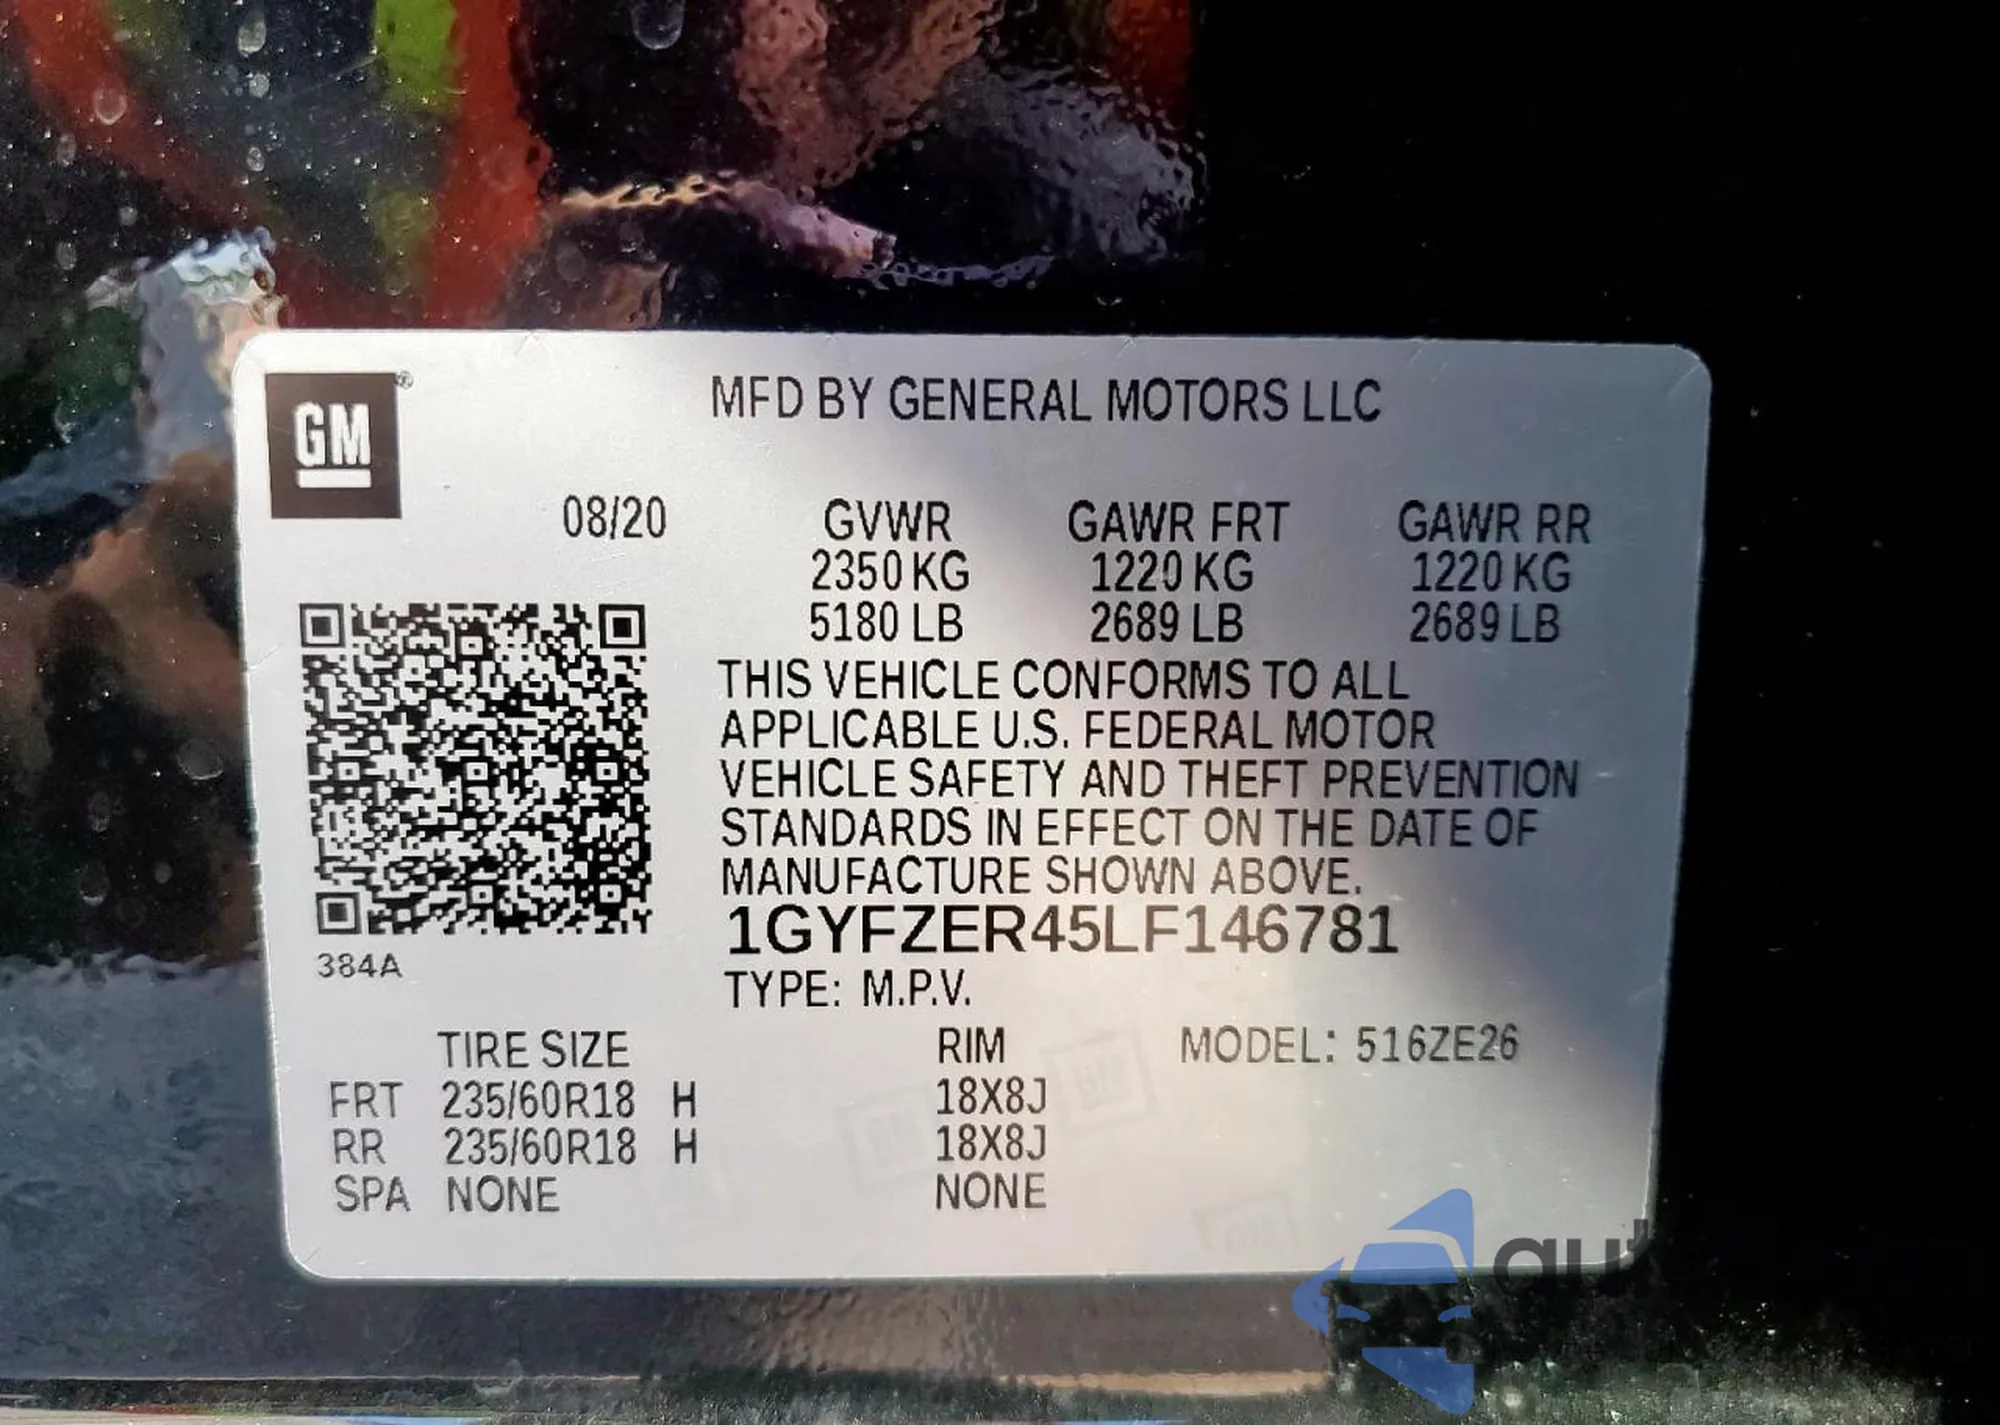 GM ®
MFD BY GENERAL MOTORS LLC
08/20 GVWR GAWR FRT GAWR RR
2350 KG 1220 KG 1220 KG
5180 LB 2689 LB 2689 LB
THIS VEHICLE CONFORMS TO ALL
APPLICABLE U.S. FEDERAL MOTOR
VEHICLE SAFETY AND THEFT PREVENTION
STANDARDS IN EFFECT ON THE DATE OF
MANUFACTURE SHOWN ABOVE.
1GYFZER45LF146781
384A
TYPE: M.P.V.
TIRE SIZE RIM MODEL: 516ZE26
FRT 235/60R18 H 18X8J
RR 235/60R18 H 18X8J
SPA NONE NONE